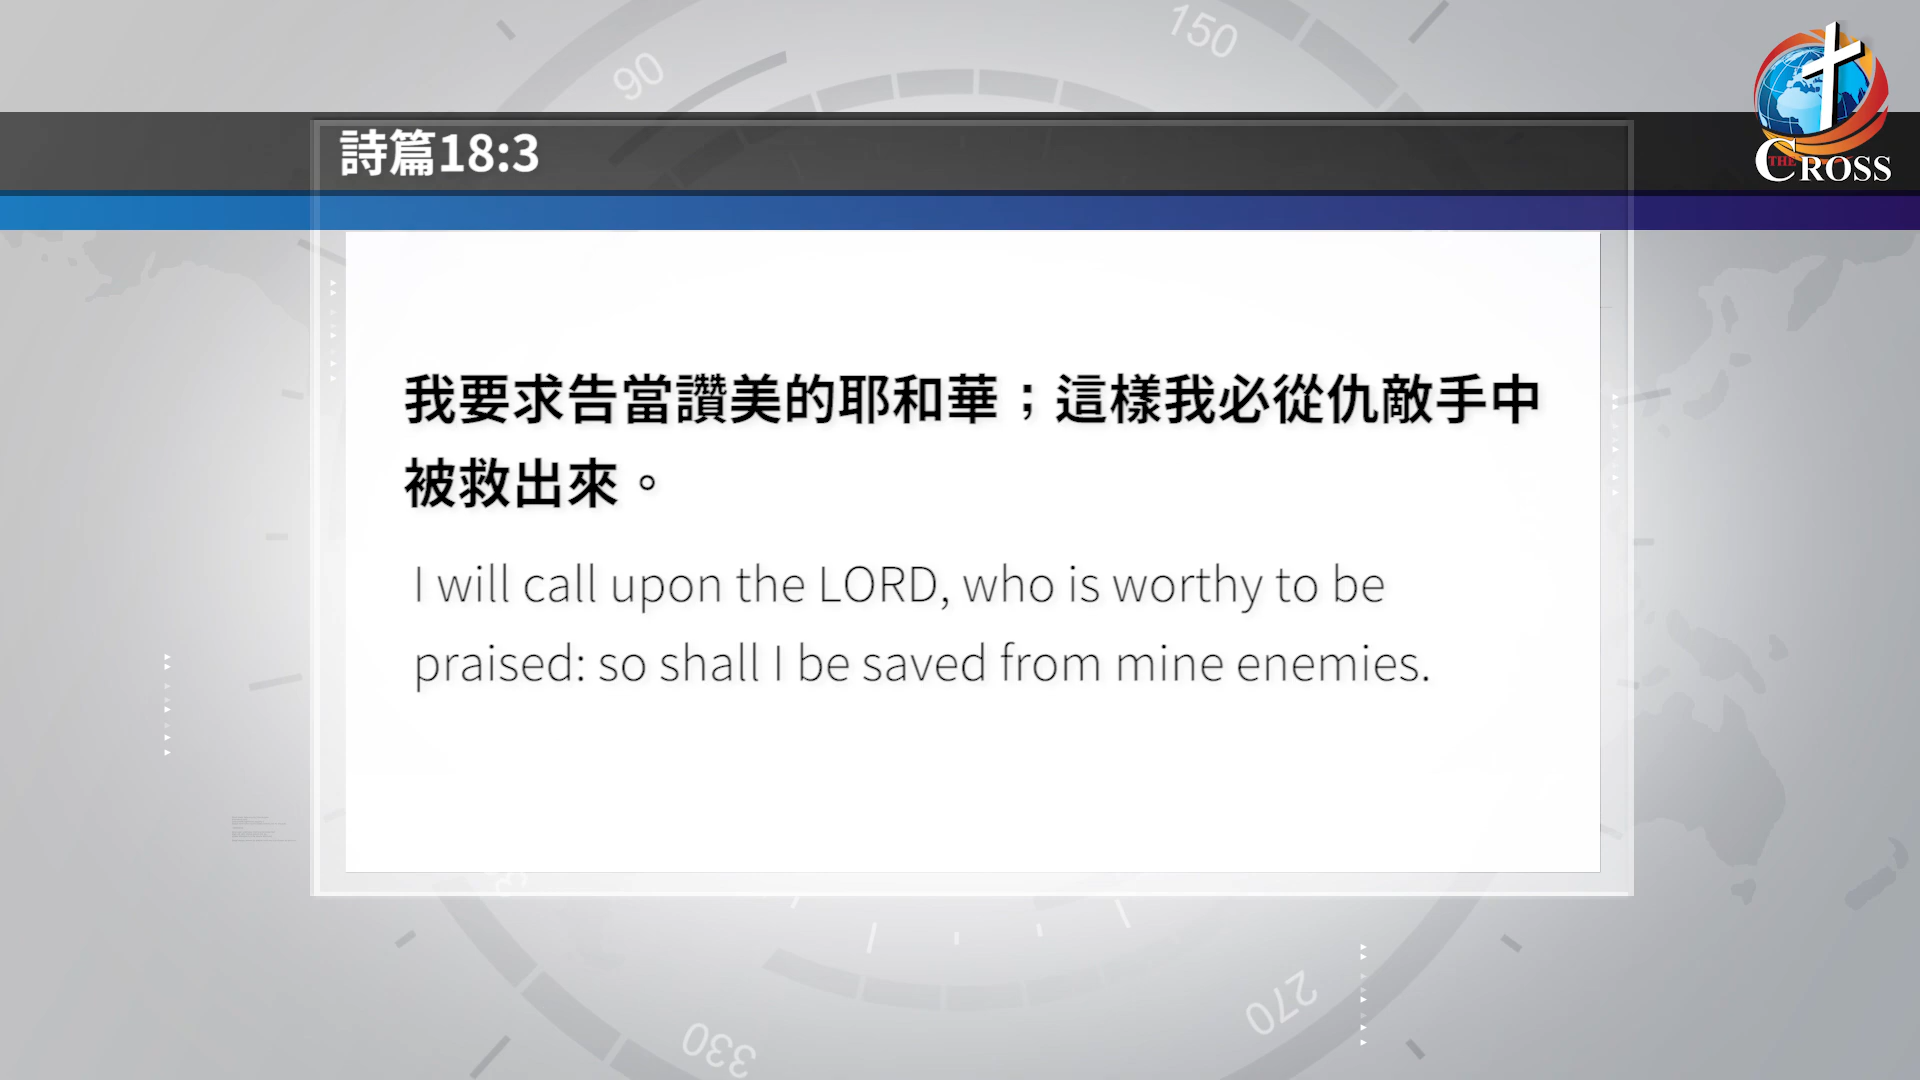 90
150
詩篇18:3
THE
CROSS
我要求告當讚美的耶和華；這樣我必從仇敵手中
被救出來。
I will call upon the LORD, who is worthy to be
praised: so shall I be saved from mine enemies.
270
330